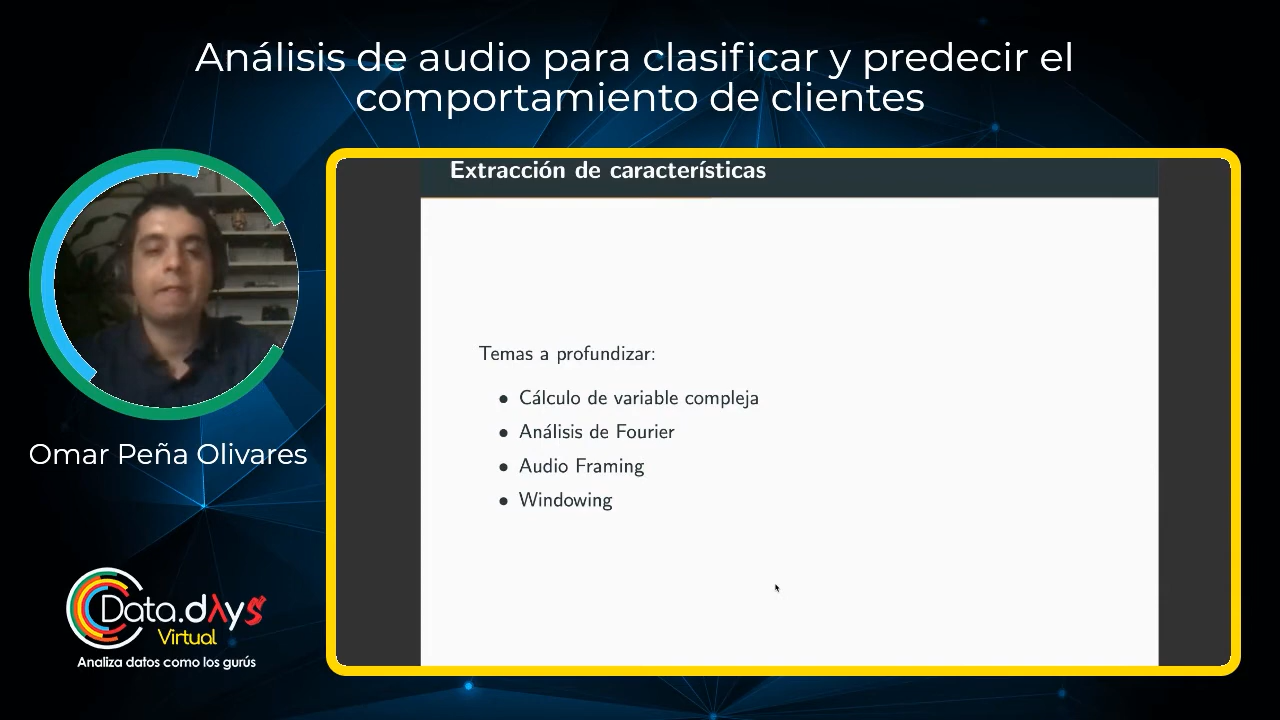 Análisis de audio para clasificar y predecir el
comportamiento de clientes
Extracción de características
Temas a profundizar:
• Cálculo de variable compleja
• Análisis de Fourier
• Audio Framing
• Windowing
Omar Peña Olivares
Data.dλys
Virtual
Analiza datos como los gurús